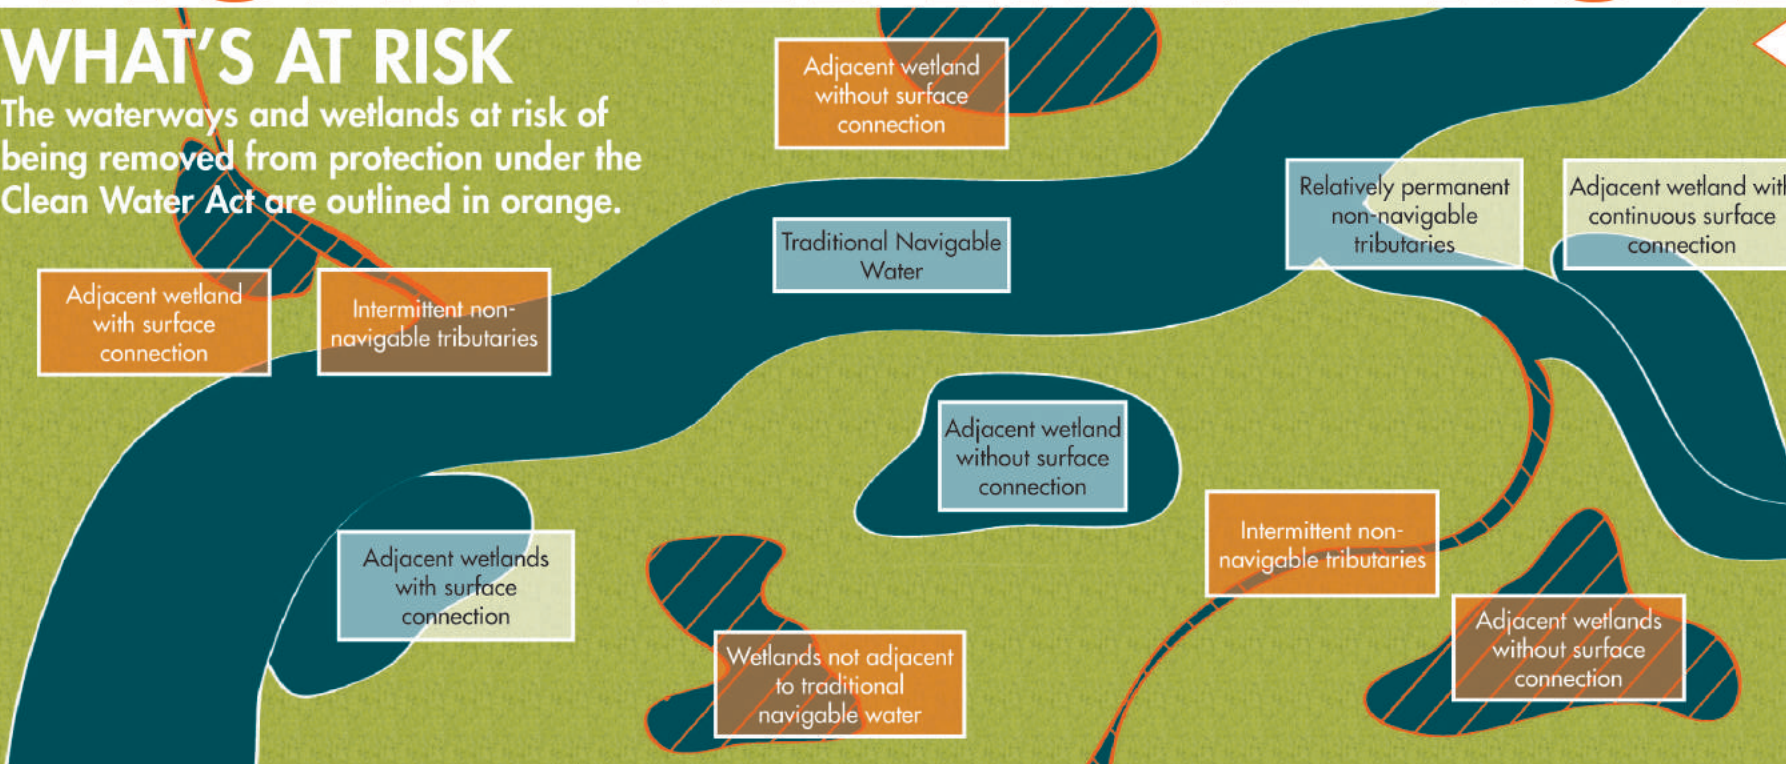 WHAT'S AT RISK
The waterways and wetlands at risk of
being removed from protection under the
Clean Water Act are outlined in orange.
Adjacent wetland
without surface
connection
Relatively permanent
non-navigable
tributaries
Adjacent wetland with
continuous surface
connection
Traditional Navigable
Water
Adjacent wetland
with surface
connection
Intermittent non-
navigable tributaries
Adjacent wetland
without surface
connection
Intermittent non-
navigable tributaries
Adjacent wetlands
with surface
connection
Adjacent wetlands
without surface
connection
Wetlands not adjacent
to traditional
navigable water